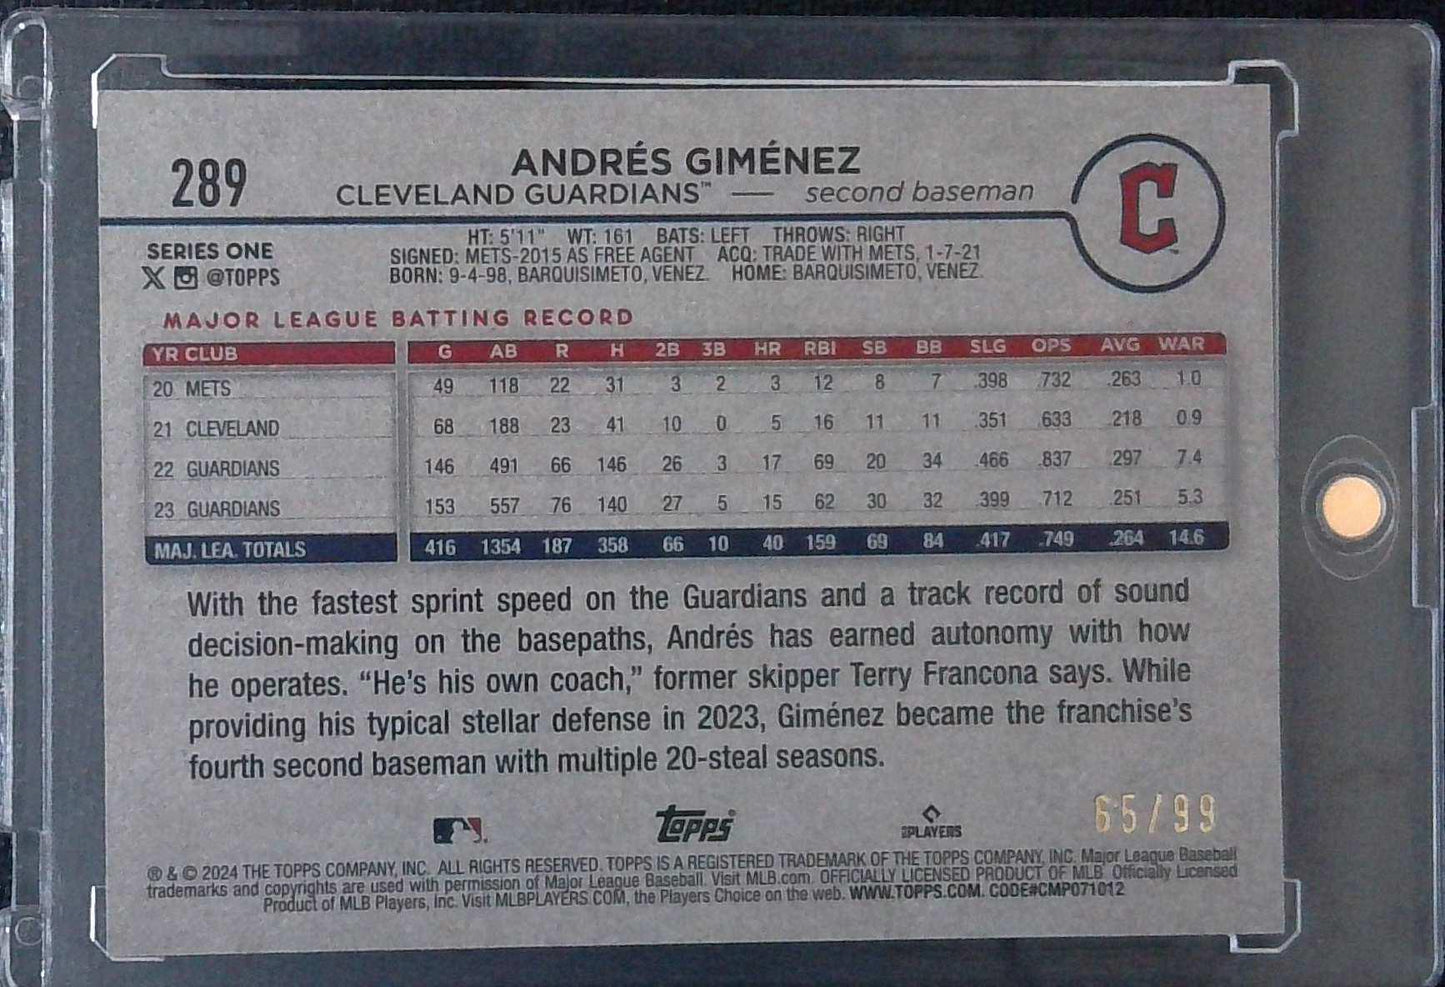 289
ANDRÉS GIMÉNEZ
CLEVELAND GUARDIANS™ — second baseman
C
SERIES ONE
@TOPPS
HT: 5'11" WT: 161 BATS: LEFT THROWS: RIGHT
SIGNED: METS-2015 AS FREE AGENT ACQ: TRADE WITH METS, 1-7-21
BORN: 9-4-98, BARQUISIMETO, VENEZ. HOME: BARQUISIMETO, VENEZ.
MAJOR LEAGUE BATTING RECORD
YR CLUB G AB R H 2B 3B HR RBI SB BB SLG OPS AVG WAR
20 METS 49 118 22 31 3 2 3 12 8 7 .398 .732 .263 1.0
21 CLEVELAND 68 188 23 41 10 0 5 16 11 11 .351 .633 .218 0.9
22 GUARDIANS 146 491 66 146 26 3 17 69 20 34 .466 .837 .297 7.4
23 GUARDIANS 153 557 76 140 27 5 15 62 30 32 .399 .712 .251 5.3
MAJ. LEA. TOTALS 416 1354 187 358 66 10 40 159 69 84 .417 .749 .264 14.6
With the fastest sprint speed on the Guardians and a track record of sound
decision-making on the basepaths, Andrés has earned autonomy with how
he operates. “He's his own coach,” former skipper Terry Francona says. While
providing his typical stellar defense in 2023, Giménez became the franchise's
fourth second baseman with multiple 20-steal seasons.
65/99
Topps
PLAYERS
® & © 2024 THE TOPPS COMPANY, INC. ALL RIGHTS RESERVED. TOPPS IS A REGISTERED TRADEMARK OF THE TOPPS COMPANY, INC. Major League Baseball
trademarks and copyrights are used with permission of Major League Baseball. Visit MLB.com. OFFICIALLY LICENSED PRODUCT OF MLB Officially Licensed
Product of MLB Players, Inc. Visit MLBPLAYERS.COM, the Players Choice on the web. WWW.TOPPS.COM. CODE#CMP071012